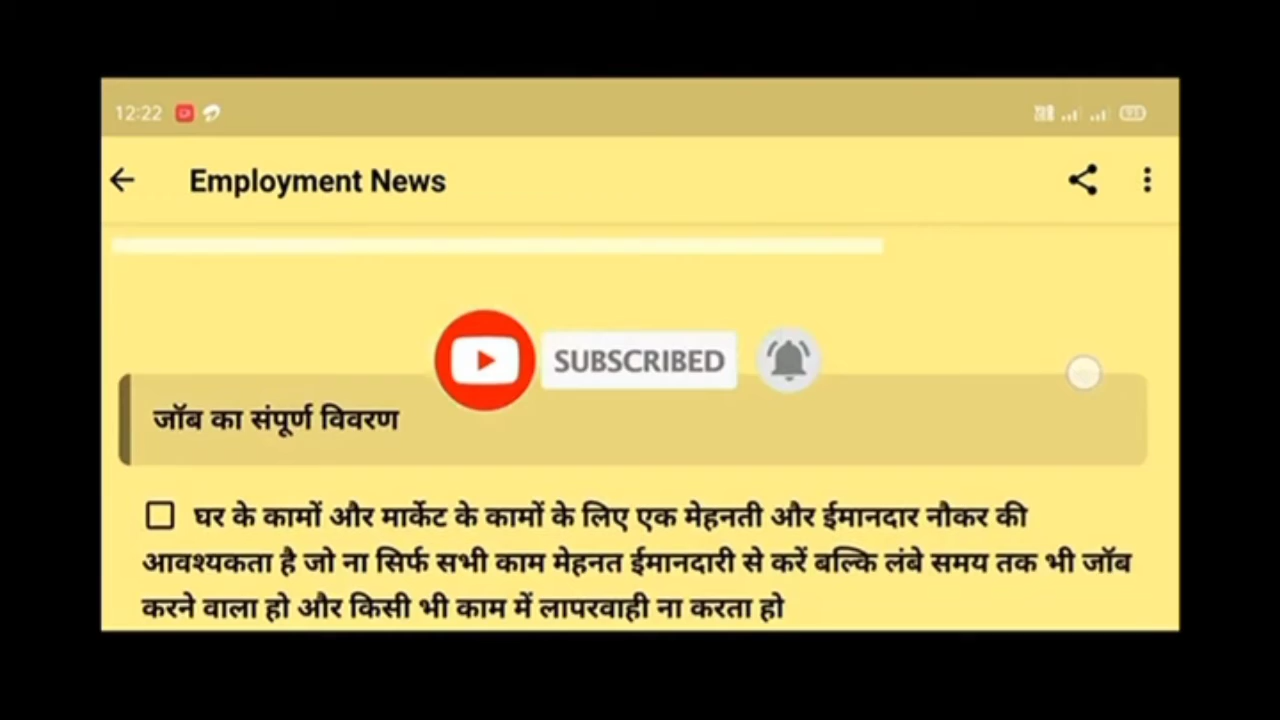 12:22
Employment News
SUBSCRIBED
जॉब का संपूर्ण विवरण
घर के कामों और मार्केट के कामों के लिए एक मेहनती और ईमानदार नौकर की
आवश्यकता है जो ना सिर्फ सभी काम मेहनत ईमानदारी से करें बल्कि लंबे समय तक भी जॉब
करने वाला हो और किसी भी काम में लापरवाही ना करता हो